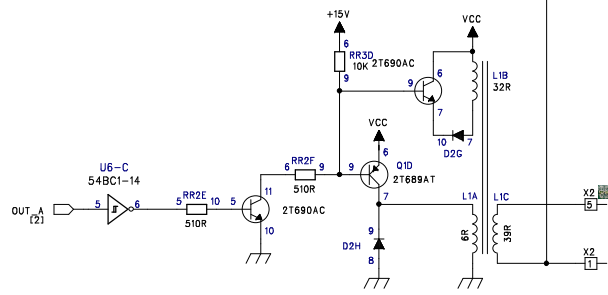 +15V
VCC
6
RR3D
10K
9
2T690AC
9
6
7
L1B
32R
10
7
D2G
VCC
6
Q1D
9
2T689AT
7
U6-C
54BC1-14
RR2F
6
9
510R
OUT_A
[2]
5
6
RR2E
5
10
510R
5
11
2T690AC
10
D2H
9
8
L1A
6R
L1C
39R
X2
5
X2
1